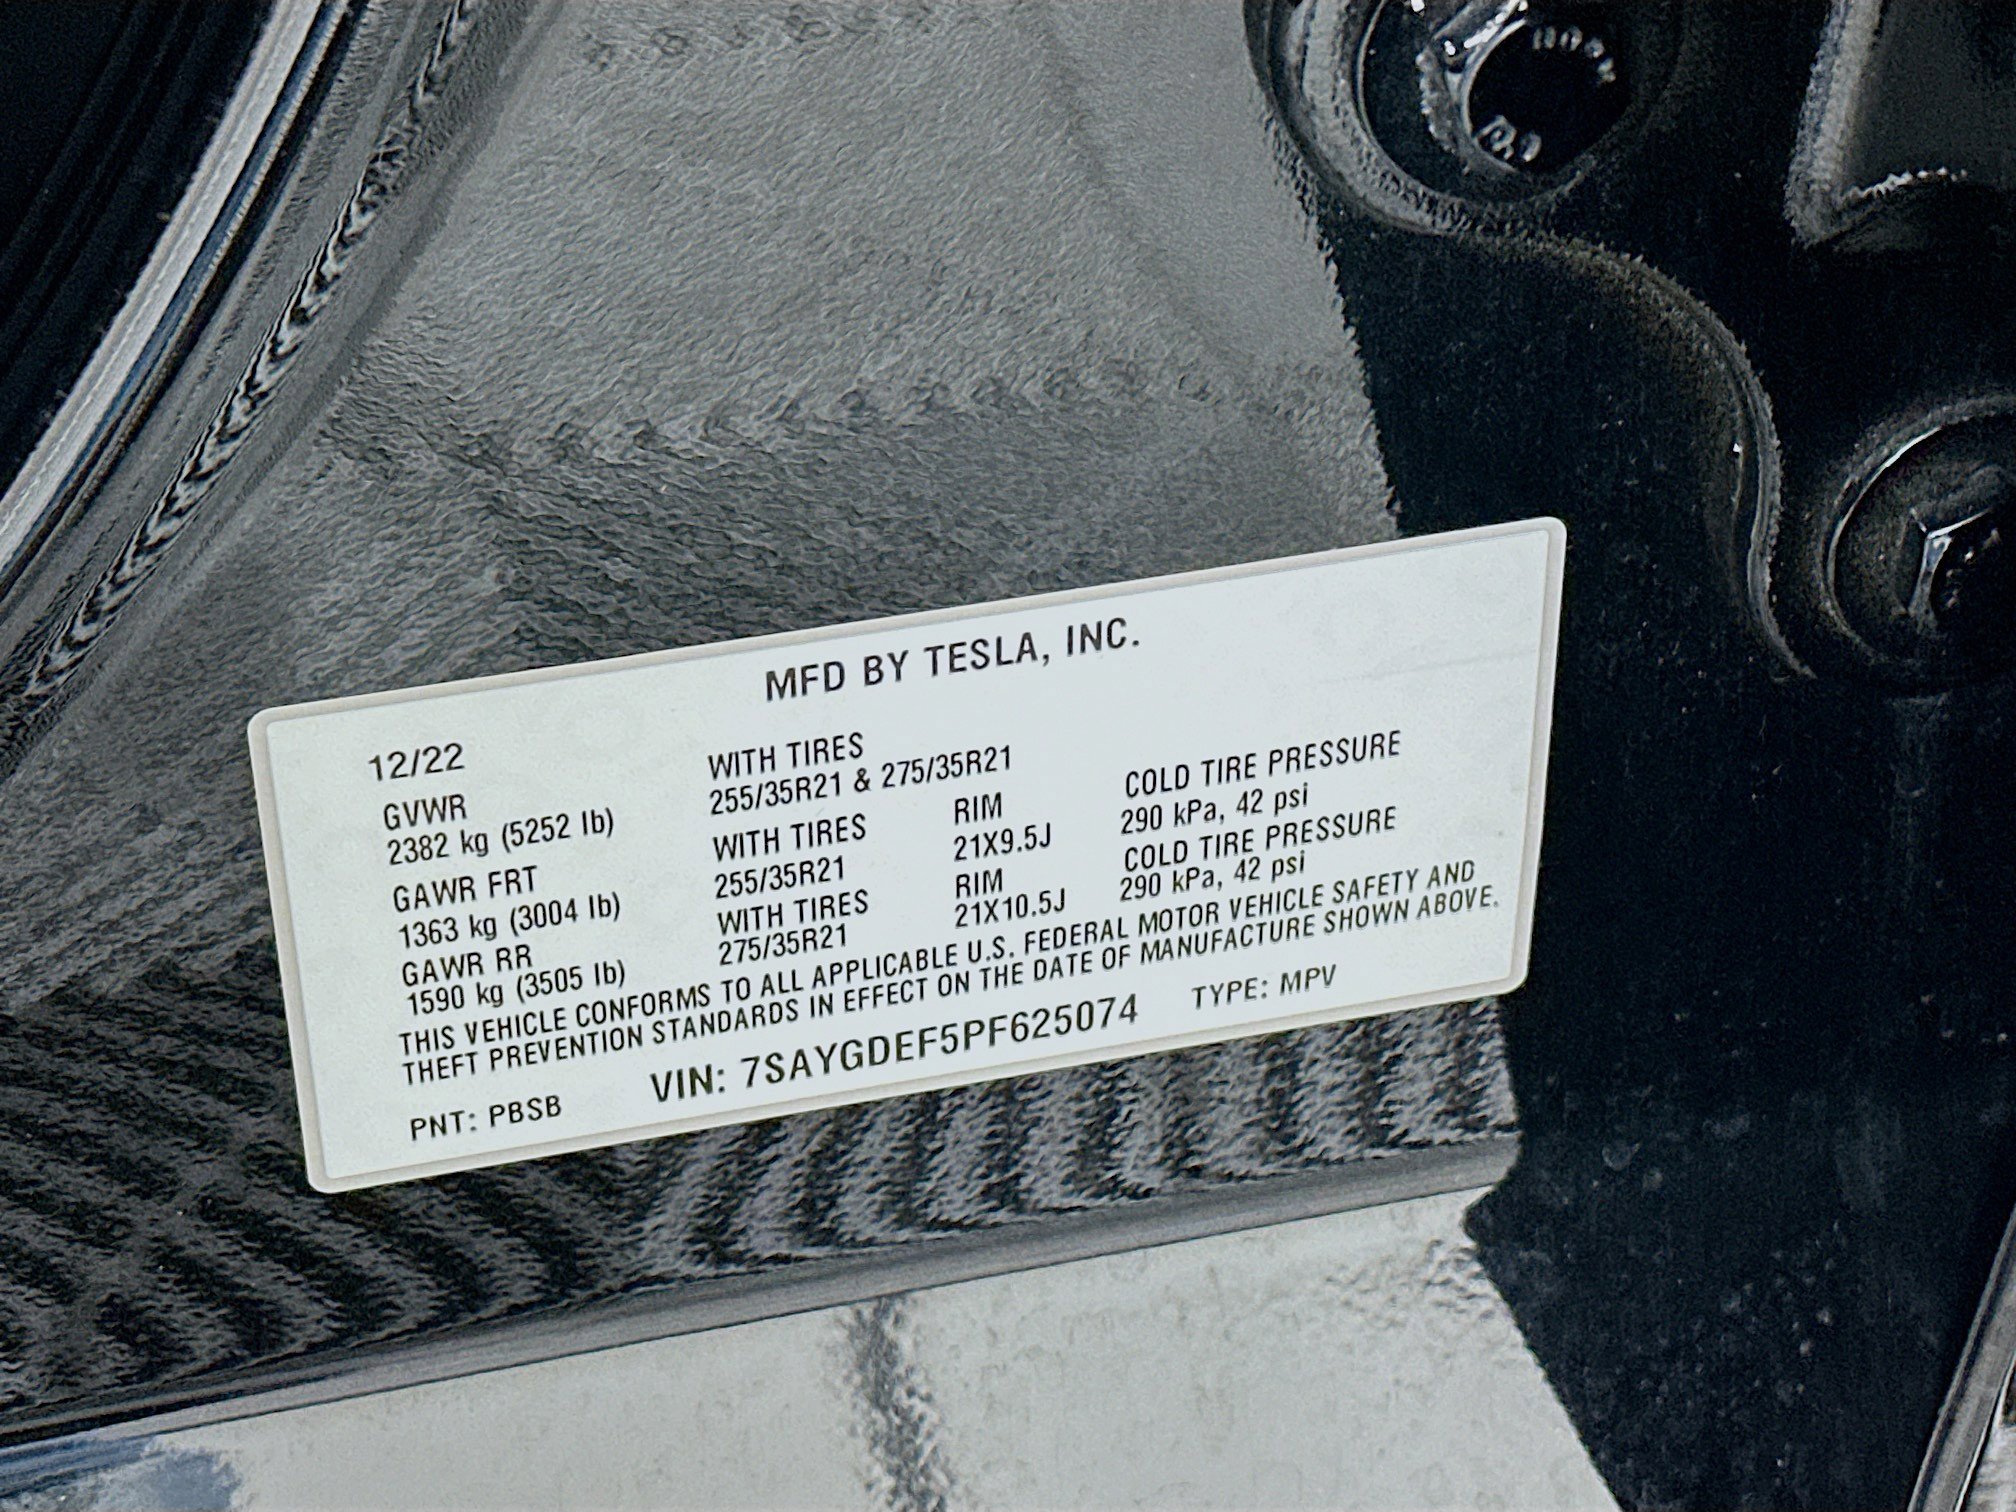 MFD BY TESLA, INC.
12/22
WITH TIRES
255/35R21 & 275/35R21
GVWR
2382 kg (5252 lb)
WITH TIRES
255/35R21
RIM
21X9.5J
COLD TIRE PRESSURE
290 kPa, 42 psi
GAWR FRT
1363 kg (3004 lb)
WITH TIRES
275/35R21
RIM
21X10.5J
COLD TIRE PRESSURE
290 kPa, 42 psi
GAWR RR
1590 kg (3505 lb)
THIS VEHICLE CONFORMS TO ALL APPLICABLE U.S. FEDERAL MOTOR VEHICLE SAFETY AND
THEFT PREVENTION STANDARDS IN EFFECT ON THE DATE OF MANUFACTURE SHOWN ABOVE.
PNT: PBSB
VIN: 7SAYGDEF5PF625074
TYPE: MPV